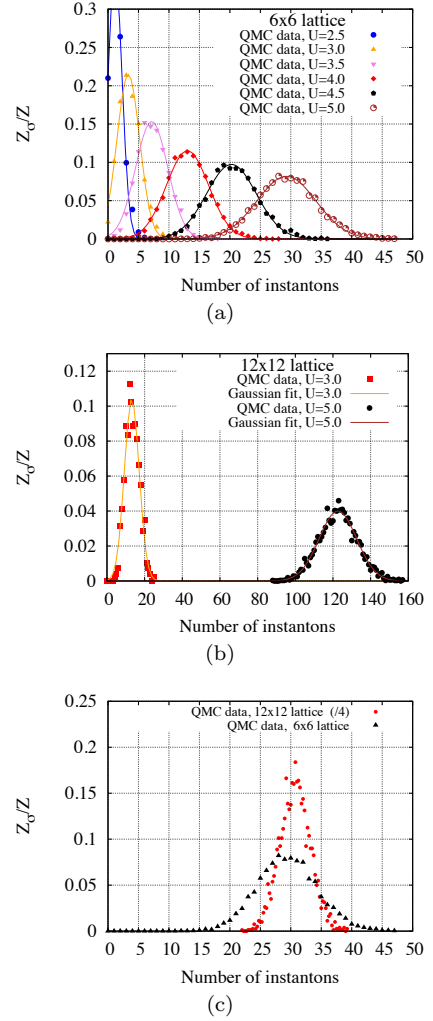 6x6 lattice
QMC data, U=2.5
QMC data, U=3.0
QMC data, U=3.5
QMC data, U=4.0
QMC data, U=4.5
QMC data, U=5.0
Z_σ/Z
0.3
0.25
0.2
0.15
0.1
0.05
0
0 5 10 15 20 25 30 35 40 45 50
Number of instantons
(a)
12x12 lattice
QMC data, U=3.0
Gaussian fit, U=3.0
QMC data, U=5.0
Gaussian fit, U=5.0
Z_σ/Z
0.12
0.1
0.08
0.06
0.04
0.02
0
0 20 40 60 80 100 120 140 160
Number of instantons
(b)
QMC data, 12x12 lattice (/4)
QMC data, 6x6 lattice
Z_σ/Z
0.25
0.2
0.15
0.1
0.05
0
0 5 10 15 20 25 30 35 40 45 50
Number of instantons
(c)